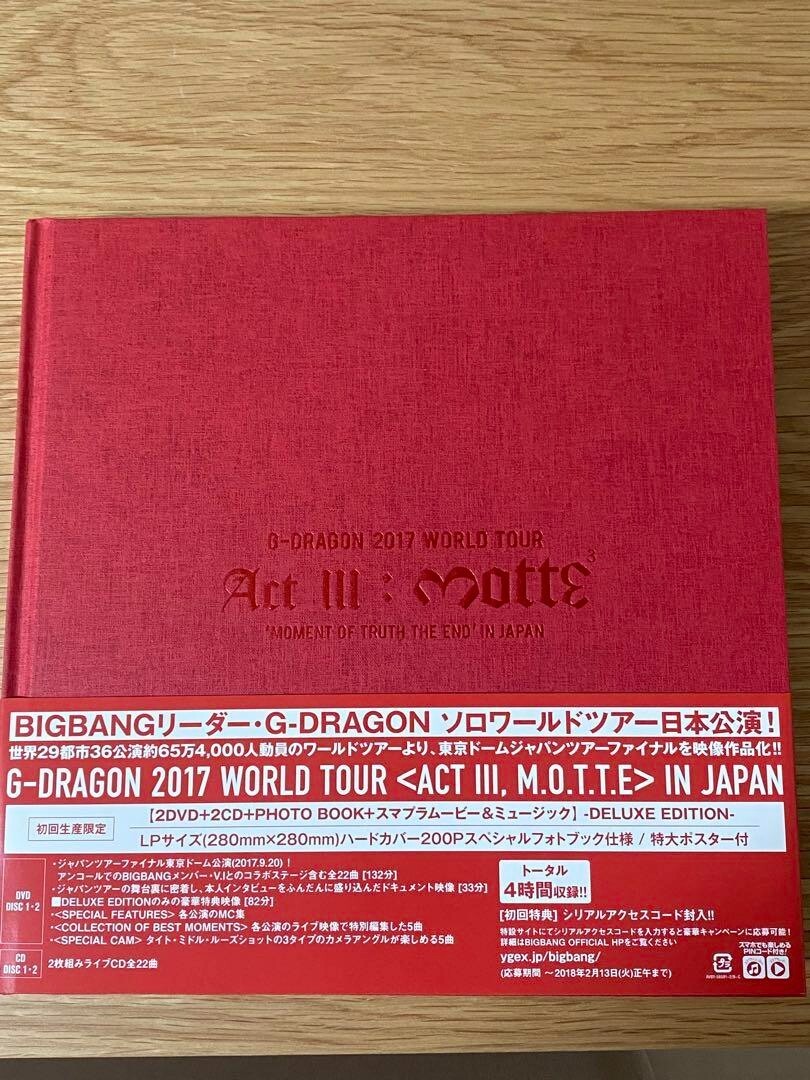 G-DRAGON 2017 WORLD TOUR
Act III : Motte3
'MOMENT OF TRUTH THE END' IN JAPAN
BIGBANGリーダー・G-DRAGON ソロワールドツアー日本公演!
世界29都市36公演約65万4,000人動員のワールドツアーより、東京ドームジャパンツアーファイナルを映像作品化!!
G-DRAGON 2017 WORLD TOUR <ACT III, M.O.T.T.E> IN JAPAN
初回生産限定
【2DVD+2CD+PHOTO BOOK+スマプラムービー&ミュージック】-DELUXE EDITION-
LPサイズ(280mm×280mm)ハードカバー200Pスペシャルフォトブック仕様 / 特大ポスター付
DVD DISC 1・2
・ジャパンツアーファイナル東京ドーム公演(2017.9.20)!
アンコールでのBIGBANGメンバー・V.Iとのコラボステージ含む全22曲 [132分]
・ジャパンツアーの舞台裏に密着し、本人インタビューをふんだんに盛り込んだドキュメント映像 [33分]
■DELUXE EDITIONのみの豪華特典映像 [82分]
・<SPECIAL FEATURES> 各公演のMC集
・<COLLECTION OF BEST MOMENTS> 各公演のライブ映像で特別編集した5曲
・<SPECIAL CAM> タイト・ミドル・ルーズショットの3タイプのカメラアングルが楽しめる5曲
CD DISC 1・2
2枚組みライブCD全22曲
トータル
4時間収録!!
[初回特典] シリアルアクセスコード封入!!
特設サイトにてシリアルアクセスコードを入力すると豪華キャンペーンに応募可能!
詳細はBIGBANG OFFICIAL HPをご覧ください
ygex.jp/bigbang/
(応募期間 ～2018年2月13日(火)正午まで)
スマホでも楽しめる
PINコード付き!